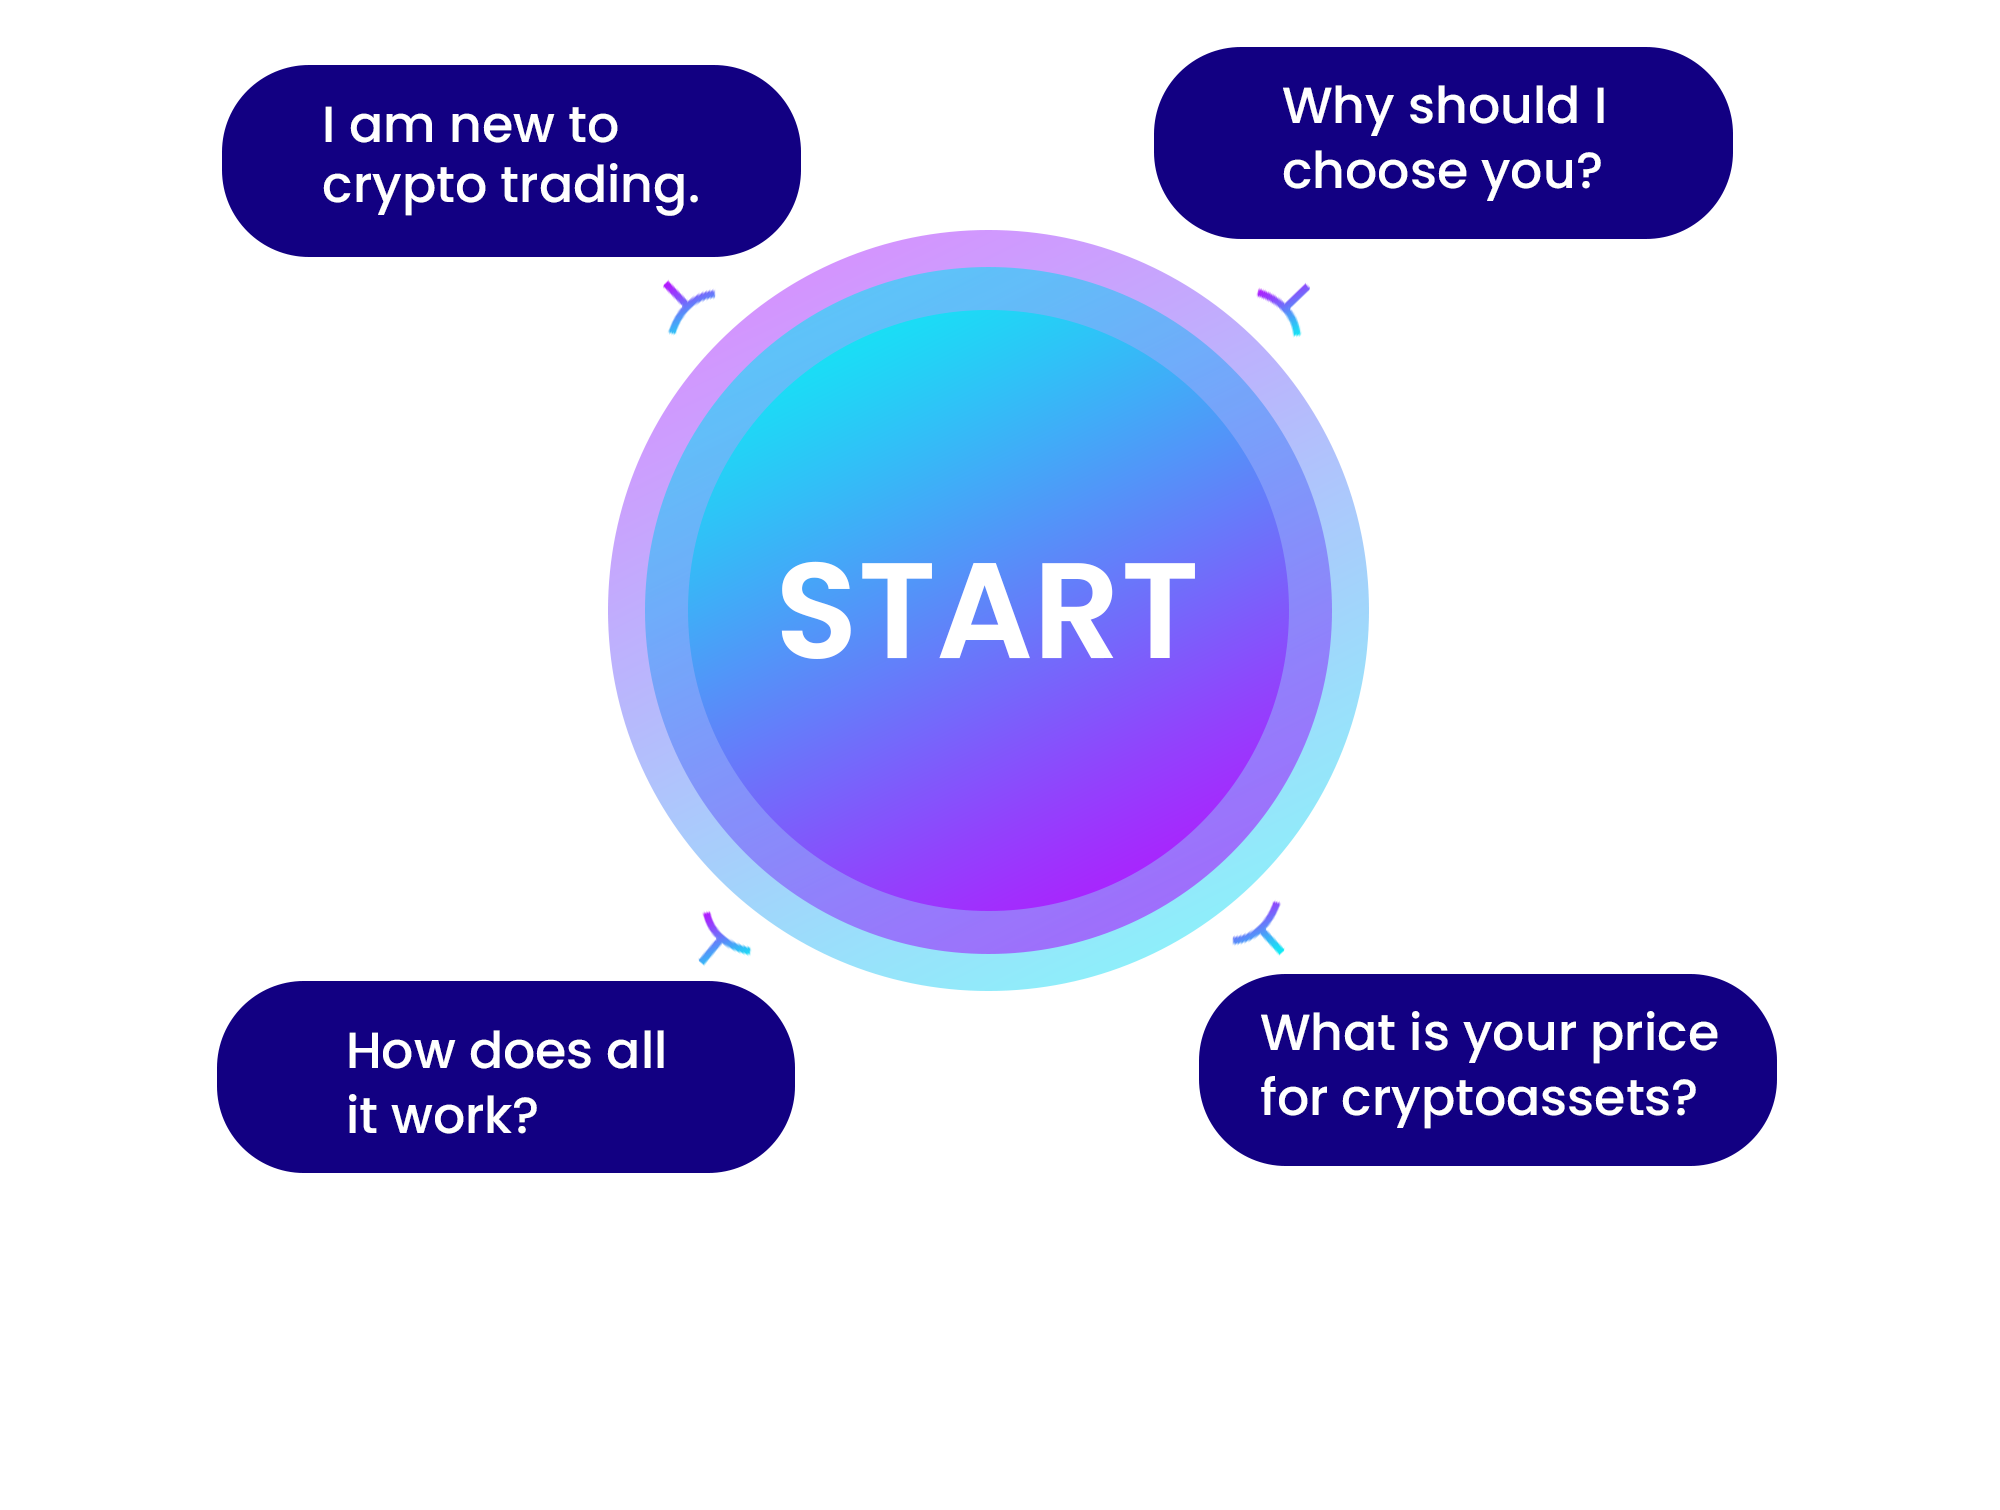 I am new to
crypto trading.
Why should I
choose you?
START
How does all
it work?
What is your price
for cryptoassets?